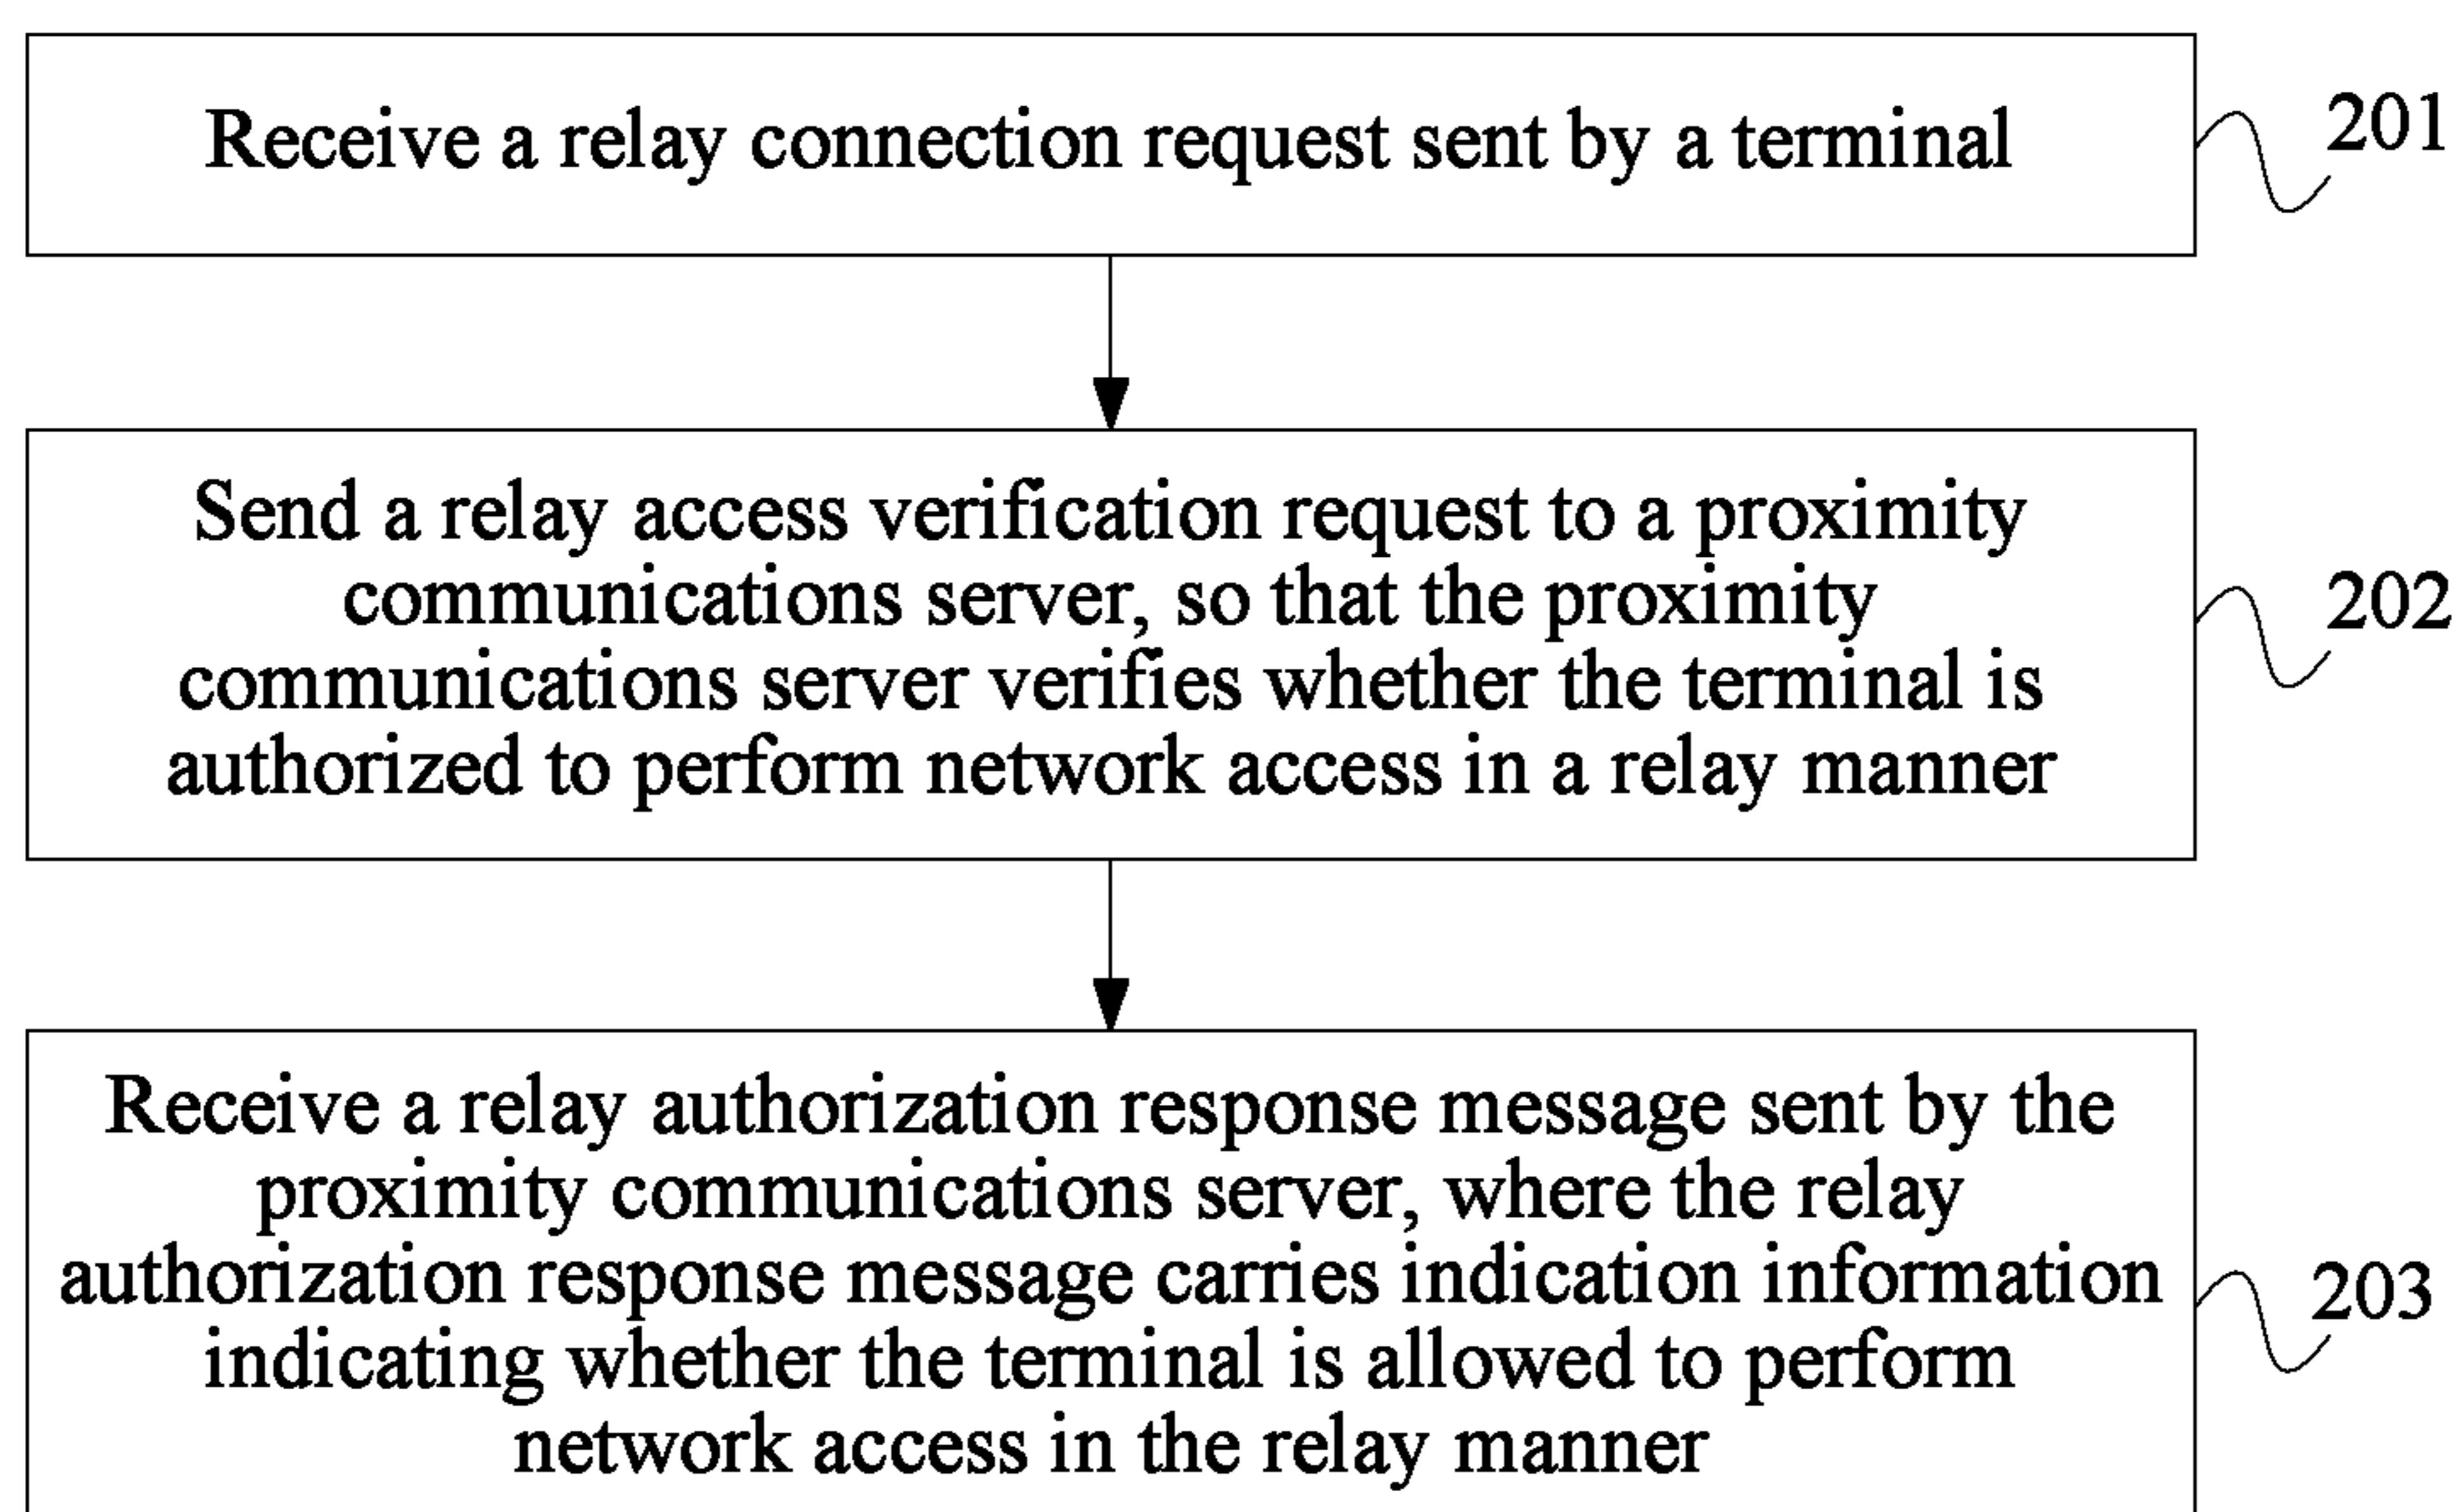 Receive a relay connection request sent by a terminal
201
Send a relay access verification request to a proximity
communications server, so that the proximity
communications server verifies whether the terminal is
authorized to perform network access in a relay manner
202
Receive a relay authorization response message sent by the
proximity communications server, where the relay
authorization response message carries indication information
indicating whether the terminal is allowed to perform
network access in the relay manner
203